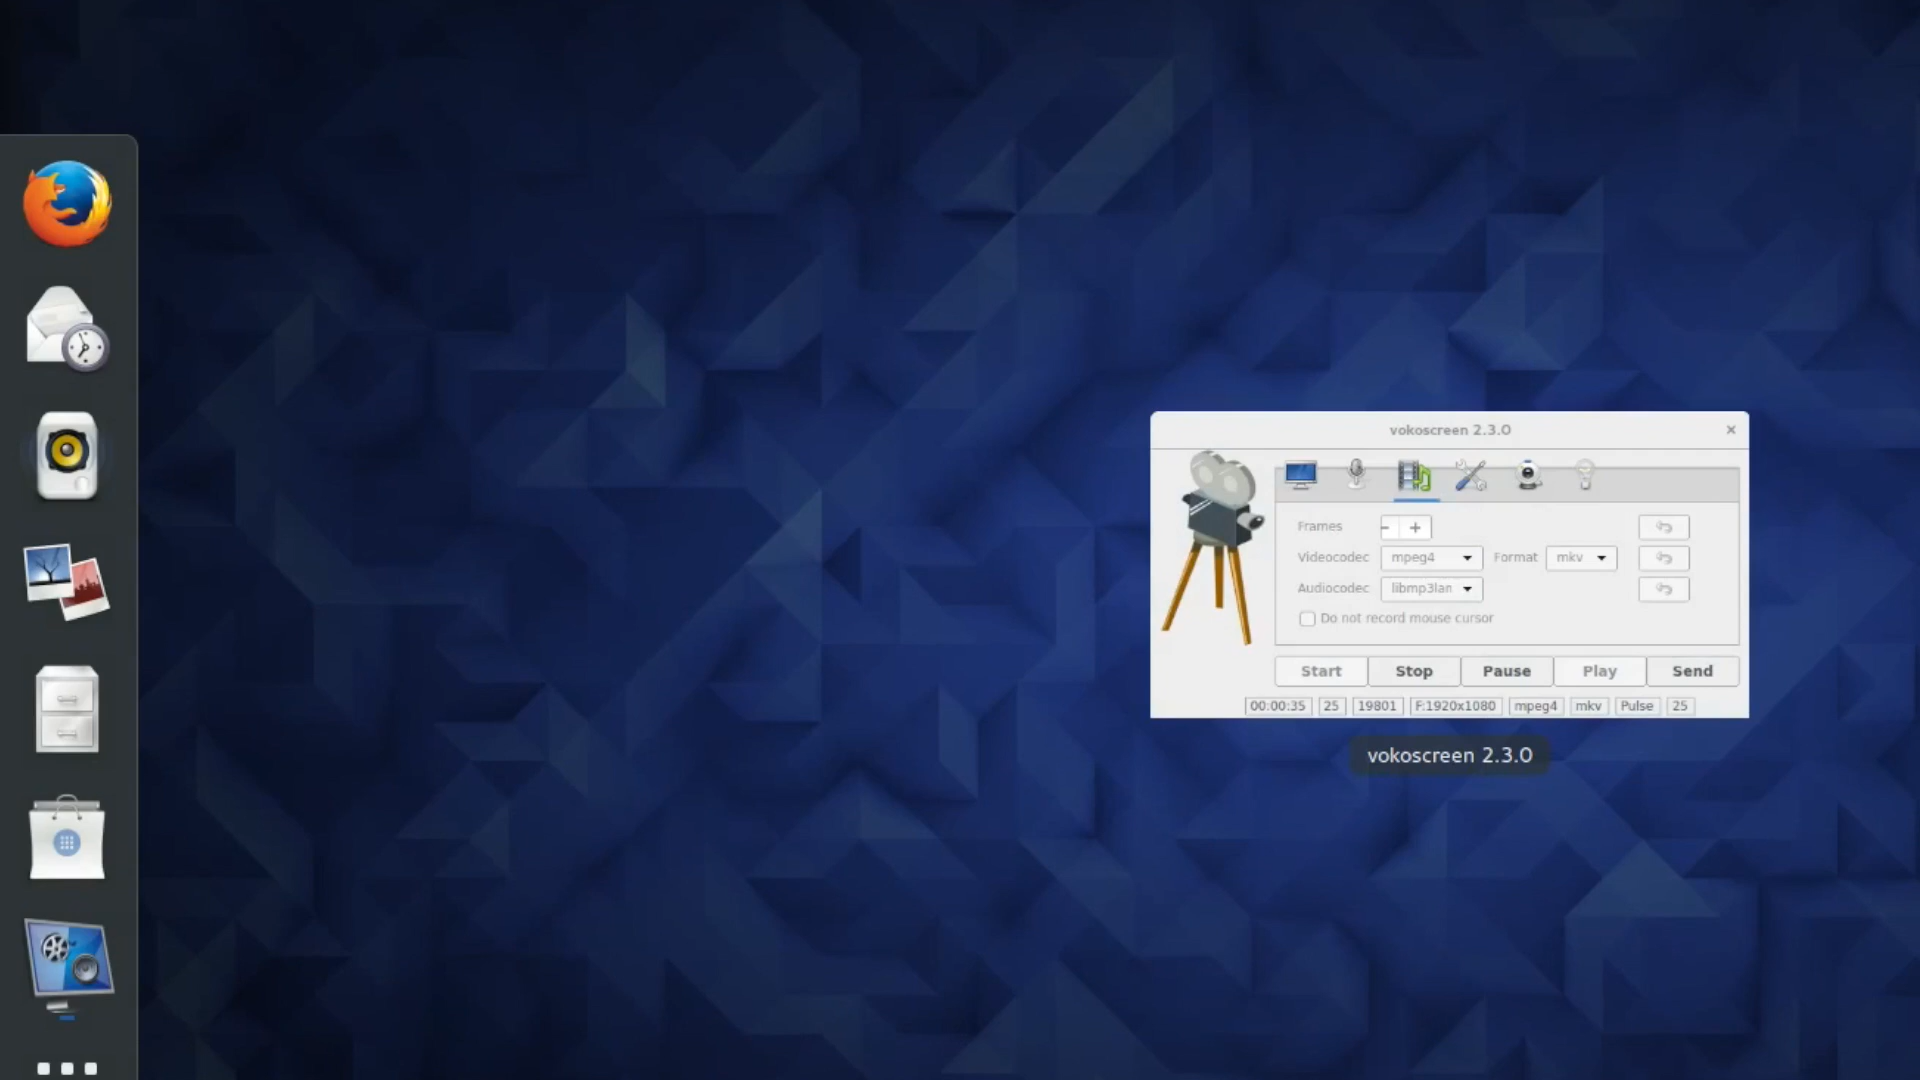 vokoscreen 2.3.0
Frames
Videocodec mpeg4 Format mkv
Audiocodec libmp3lan
Do not record mouse cursor
Start Stop Pause Play Send
00:00:35 25 19801 F:1920x1080 mpeg4 mkv Pulse 25
vokoscreen 2.3.0